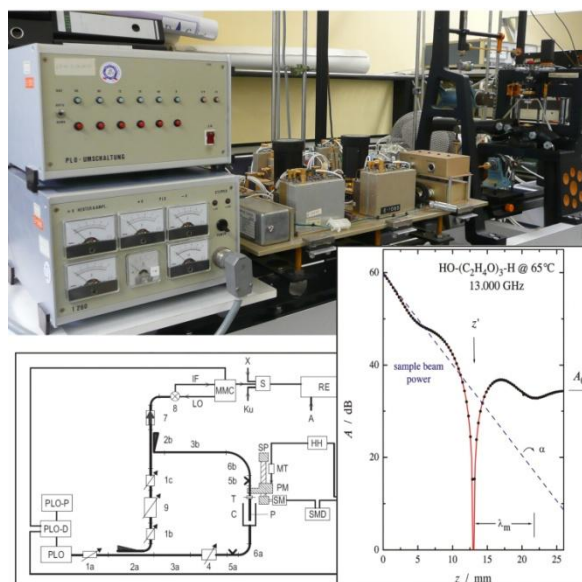 PLO-UMSCHALTUNG
HO-(C₂H₄O)₃-H @ 65℃
13.000 GHz
60
40
20
0
A / dB
z'
sample beam
power
α
λm
0 5 10 15 20 25
z / mm
X
IF
MMC
S
RE
LO
8
Ku
A
7
2b
3b
SP
HH
6b
MT
1c
5b
PM
T
SM
PLO-P
9
C
P
SMD
PLO-D
1b
PLO
6a
1a
2a
3a
4
5a